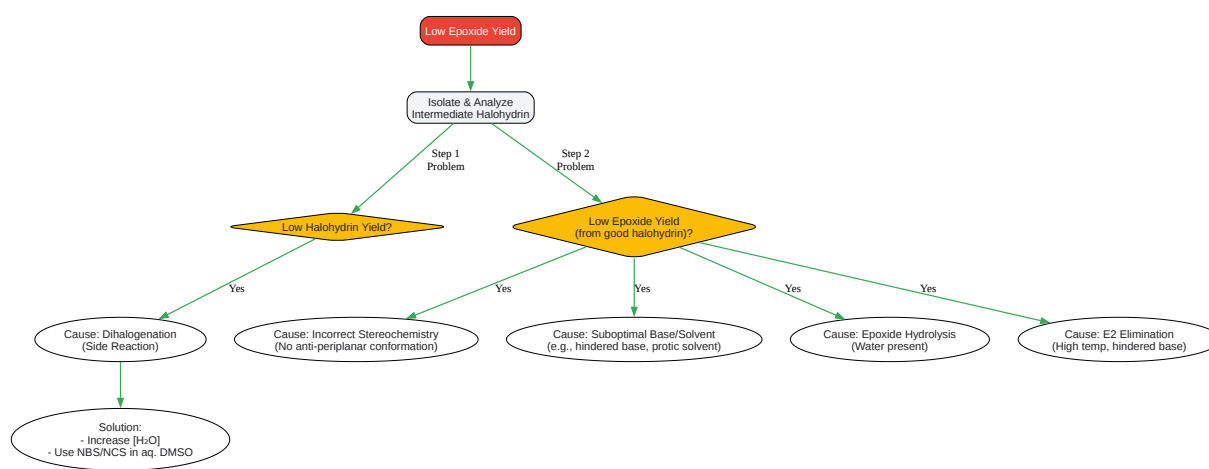 Low Epoxide Yield
Isolate & Analyze
Intermediate Halohydrin
Step 1
Problem
Step 2
Problem
Low Halohydrin Yield?
Low Epoxide Yield
(from good halohydrin)?
Yes
Yes
Yes
Yes
Yes
Cause: Dihalogenation
(Side Reaction)
Cause: Incorrect Stereochemistry
(No anti-periplanar conformation)
Cause: Suboptimal Base/Solvent
(e.g., hindered base, protic solvent)
Cause: Epoxide Hydrolysis
(Water present)
Cause: E2 Elimination
(High temp, hindered base)
Solution:
- Increase [H₂O]
- Use NBS/NCS in aq. DMSO